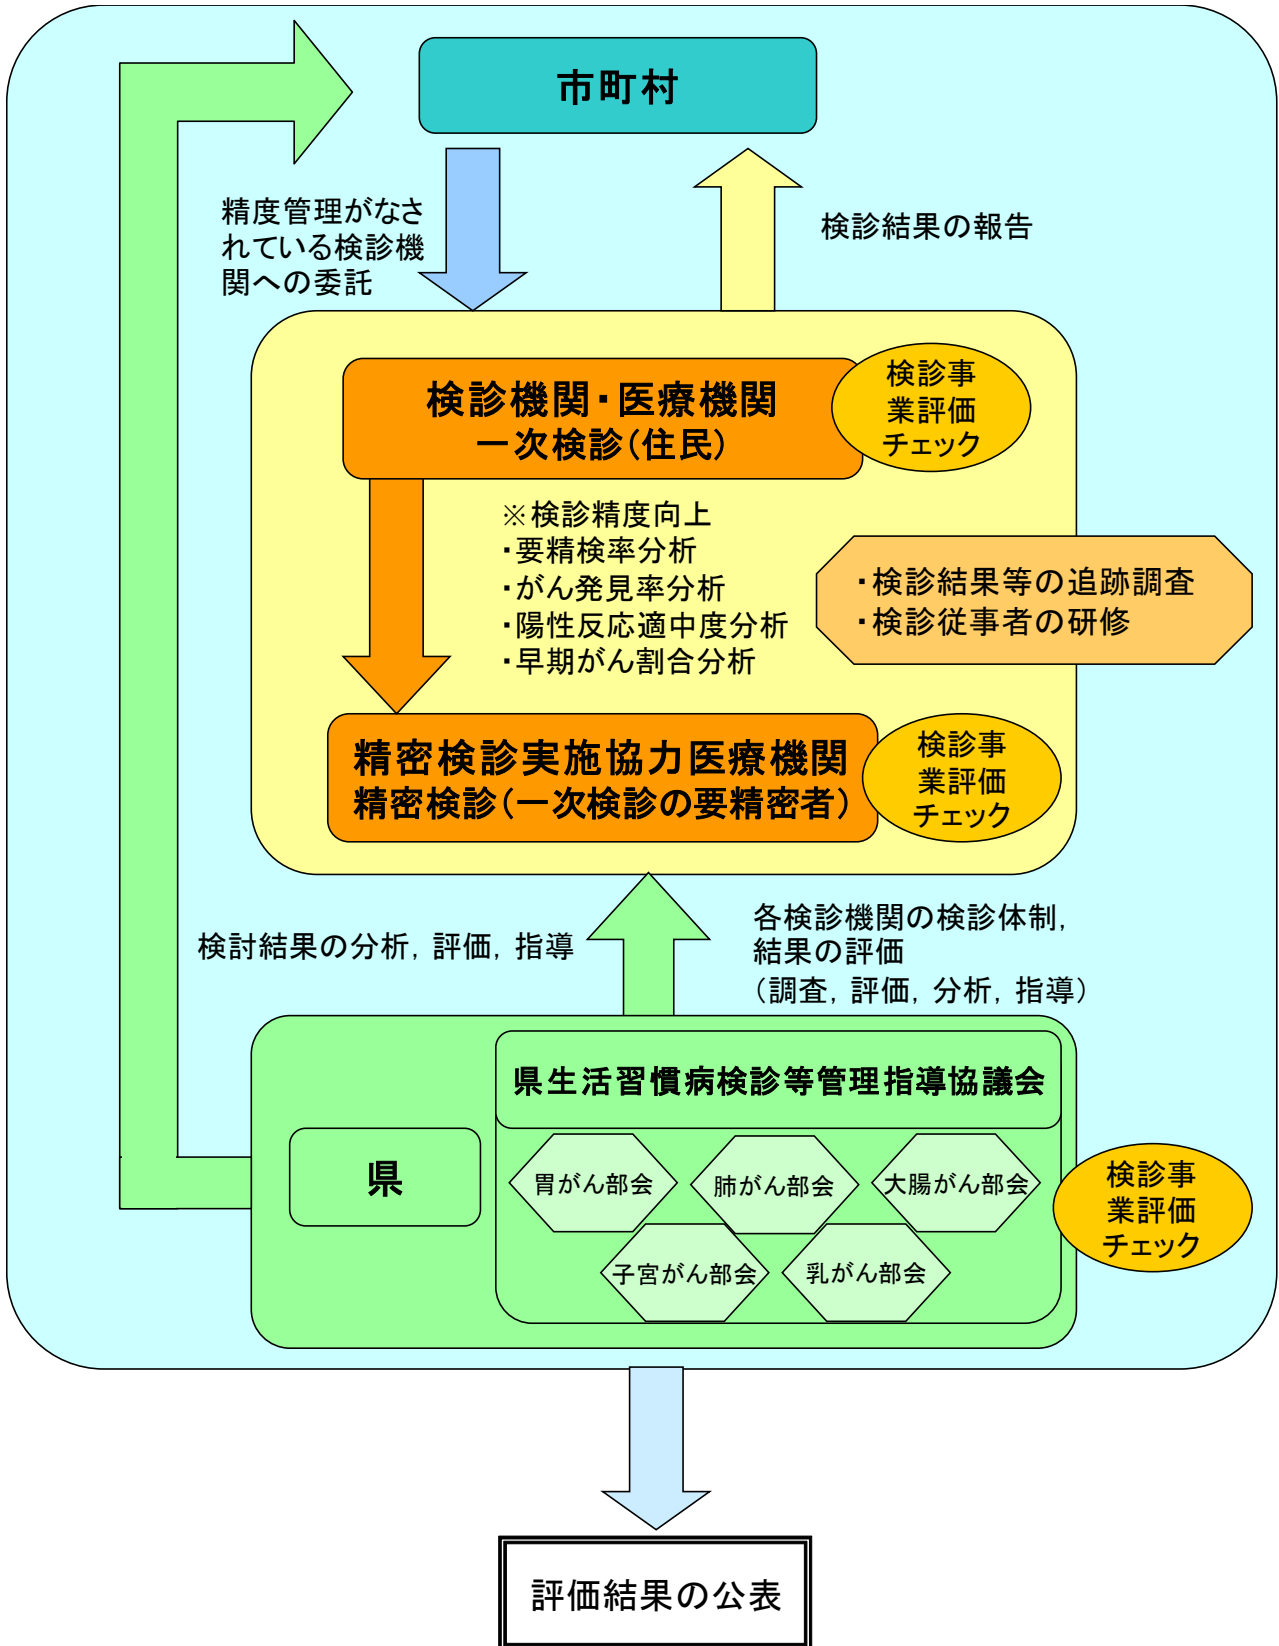 市町村
精度管理がなさ
れている検診機
関への委託
検診結果の報告
検診機関・医療機関
一次検診（住民）
検診事
業評価
チェック
※検診精度向上
・要精検率分析
・がん発見率分析
・陽性反応適中度分析
・早期がん割合分析
・検診結果等の追跡調査
・検診従事者の研修
精密検診実施協力医療機関
精密検診（一次検診の要精密者）
検診事
業評価
チェック
検討結果の分析，評価，指導
各検診機関の検診体制，
結果の評価
（調査，評価，分析，指導）
県生活習慣病検診等管理指導協議会
県
胃がん部会
肺がん部会
大腸がん部会
子宮がん部会
乳がん部会
検診事
業評価
チェック
評価結果の公表